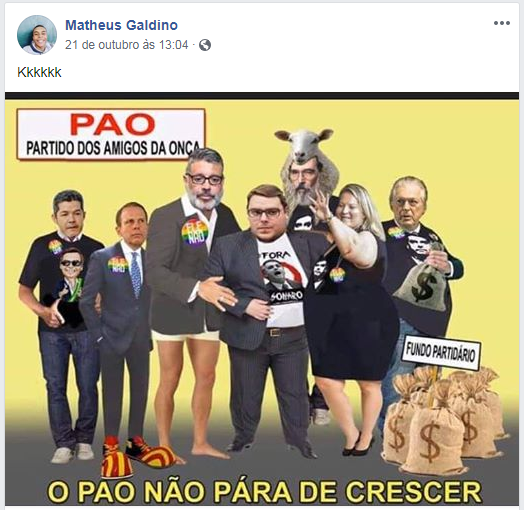 Matheus Galdino
21 de outubro às 13:04 ·
Kkkkkk
PAO
PARTIDO DOS AMIGOS DA ONÇA
ELE
NÃO
ELE
NÃO
ELE
NÃO
FORA
SONARO
FUNDO PARTIDÁRIO
$
$
$
$
O PAO NÃO PÁRA DE CRESCER